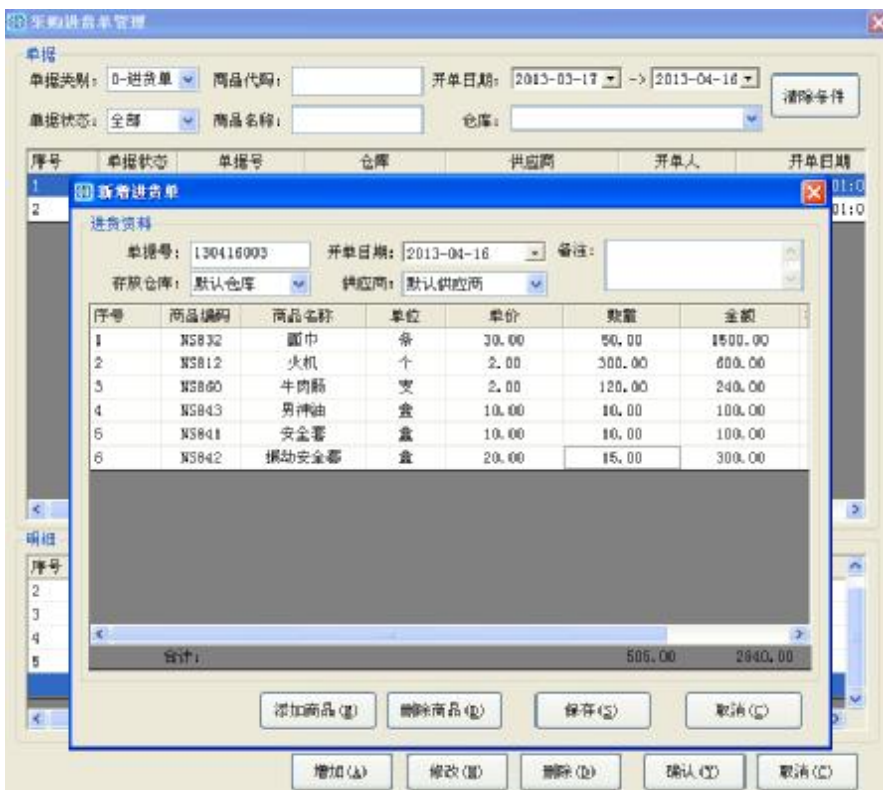 采购进货单管理
单据
单据类别: 0-进货单 商品代码: 开单日期: 2013-03-17 -> 2013-04-16 清除条件
单据状态: 全部 商品名称: 仓库:
序号 单据状态 单据号 仓库 供应商 开单人 开单日期
1 01:0
2 01:0
新增进货单
进货资料
单据号: 130416003 开单日期: 2013-04-16 备注:
存放仓库: 默认仓库 供应商: 默认供应商
序号 商品编码 商品名称 单位 单价 数量 金额
1 NS832 面巾 条 30.00 50.00 1500.00
2 NS812 火机 个 2.00 300.00 600.00
3 NS860 牛肉肠 支 2.00 120.00 240.00
4 NS843 男神油 盒 10.00 10.00 100.00
5 NS841 安全套 盒 10.00 10.00 100.00
6 NS842 振动安全套 盒 20.00 15.00 300.00
明细
序号
2
3
4
5
合计: 505.00 2840.00
添加商品 删除商品(D) 保存(S) 取消(C)
增加(A) 修改(M) 删除(D) 确认(Y) 取消(C)